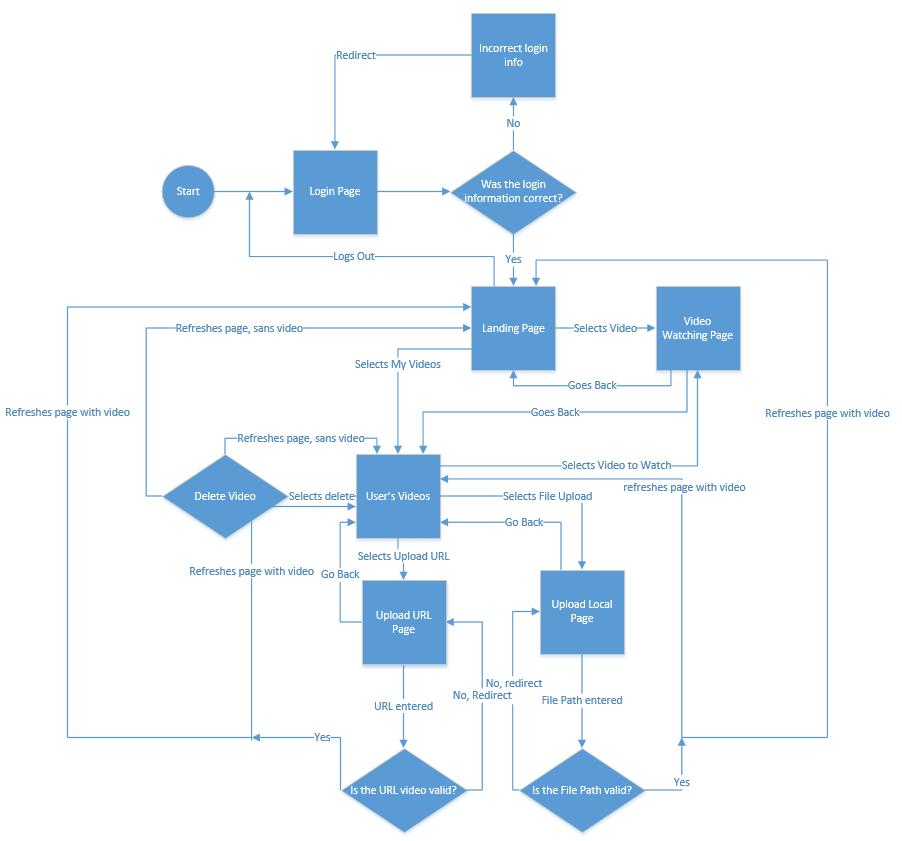 Incorrect login
info
Redirect
No
Start
Login Page
Was the login
information correct?
Logs Out
Yes
Refreshes page, sans video
Landing Page
Selects Video
Video
Watching Page
Selects My Videos
Goes Back
Refreshes page with video
Goes Back
Refreshes page with video
Refreshes page, sans video
Selects Video to Watch
Delete Video
Selects delete
User's Videos
Selects File Upload
refreshes page with video
Go Back
Selects Upload URL
Refreshes page with video
Go Back
Upload URL
Page
Upload Local
Page
No, redirect
No, Redirect
URL entered
File Path entered
Yes
Yes
Is the URL video valid?
Is the File Path valid?